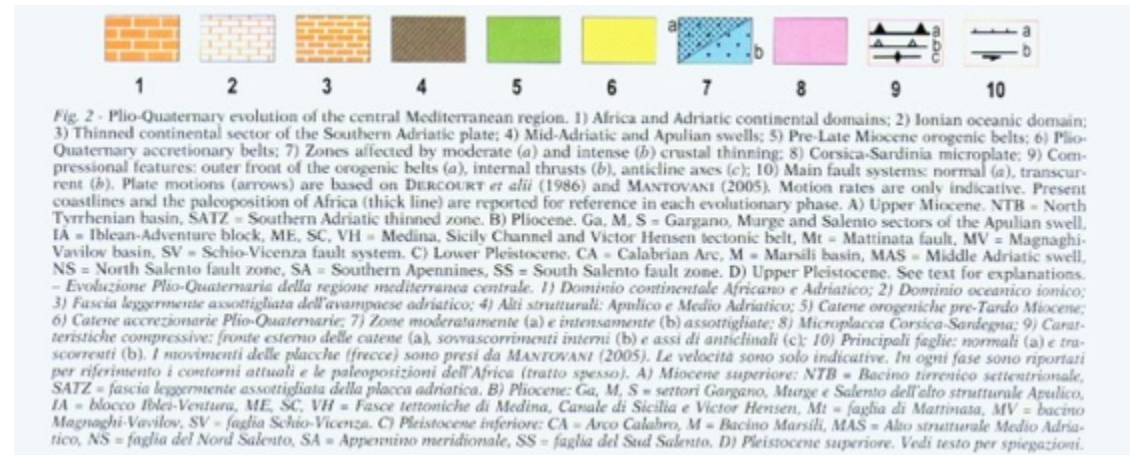 a
b
a
b
c
a
b
1 2 3 4 5 6 7 8 9 10
Fig. 2 - Plio-Quaternary evolution of the central Mediterranean region. 1) Africa and Adriatic continental domains; 2) Ionian oceanic domain;
3) Thinned continental sector of the Southern Adriatic plate; 4) Mid-Adriatic and Apulian swells; 5) Pre-Late Miocene orogenic belts; 6) Plio-
Quaternary accretionary belts; 7) Zones affected by moderate (a) and intense (b) crustal thinning; 8) Corsica-Sardinia microplate; 9) Com-
pressional features: outer front of the orogenic belts (a), internal thrusts (b), anticline axes (c); 10) Main fault systems: normal (a), transcur-
rent (b). Plate motions (arrows) are based on DERCOURT et alii (1986) and MANTOVANI (2005). Motion rates are only indicative. Present
coastlines and the paleoposition of Africa (thick line) are reported for reference in each evolutionary phase. A) Upper Miocene. NTB = North
Tyrrhenian basin, SATZ = Southern Adriatic thinned zone. B) Pliocene. Ga, M, S = Gargano, Murge and Salento sectors of the Apulian swell,
IA = Iblean-Adventure block, ME, SC, VH = Medina, Sicily Channel and Victor Hensen tectonic belt, Mt = Mattinata fault, MV = Magnaghi-
Vavilov basin, SV = Schio-Vicenza fault system. C) Lower Pleistocene. CA = Calabrian Arc, M = Marsili basin, MAS = Middle Adriatic swell,
NS = North Salento fault zone, SA = Southern Apennines, SS = South Salento fault zone. D) Upper Pleistocene. See text for explanations.
– Evoluzione Plio-Quaternaria della regione mediterranea centrale. 1) Dominio continentale Africano e Adriatico; 2) Dominio oceanico ionico;
3) Fascia leggermente assottigliata dell'avampaese adriatico; 4) Alti strutturali: Apulico e Medio Adriatico; 5) Catene orogeniche pre-Tardo Miocene;
6) Catene accrezionarie Plio-Quaternarie; 7) Zone moderatamente (a) e intensamente (b) assottigliate; 8) Microplacca Corsica-Sardegna; 9) Carat-
teristiche compressive: fronte esterno delle catene (a), sovrascorrimenti interni (b) e assi di anticlinali (c); 10) Principali faglie: normali (a) e tra-
scorrenti (b). I movimenti delle placche (frecce) sono presi da MANTOVANI (2005). Le velocità sono solo indicative. In ogni fase sono riportati
per riferimento i contorni attuali e le paleoposizioni dell'Africa (tratto spesso). A) Miocene superiore: NTB = Bacino tirrenico settentrionale,
SATZ = fascia leggermente assottigliata della placca adriatica. B) Pliocene: Ga, M, S = settori Gargano, Murge e Salento dell'alto strutturale Apulico,
IA = blocco Iblei-Ventura, ME, SC, VH = Fasce tettoniche di Medina, Canale di Sicilia e Victor Hensen, Mt = faglia di Mattinata, MV = bacino
Magnaghi-Vavilov, SV = faglia Schio-Vicenza. C) Pleistocene inferiore: CA = Arco Calabro, M = Bacino Marsili, MAS = Alto strutturale Medio Adria-
tico, NS = faglia del Nord Salento, SA = Appennino meridionale, SS = faglia del Sud Salento. D) Pleistocene superiore. Vedi testo per spiegazioni.